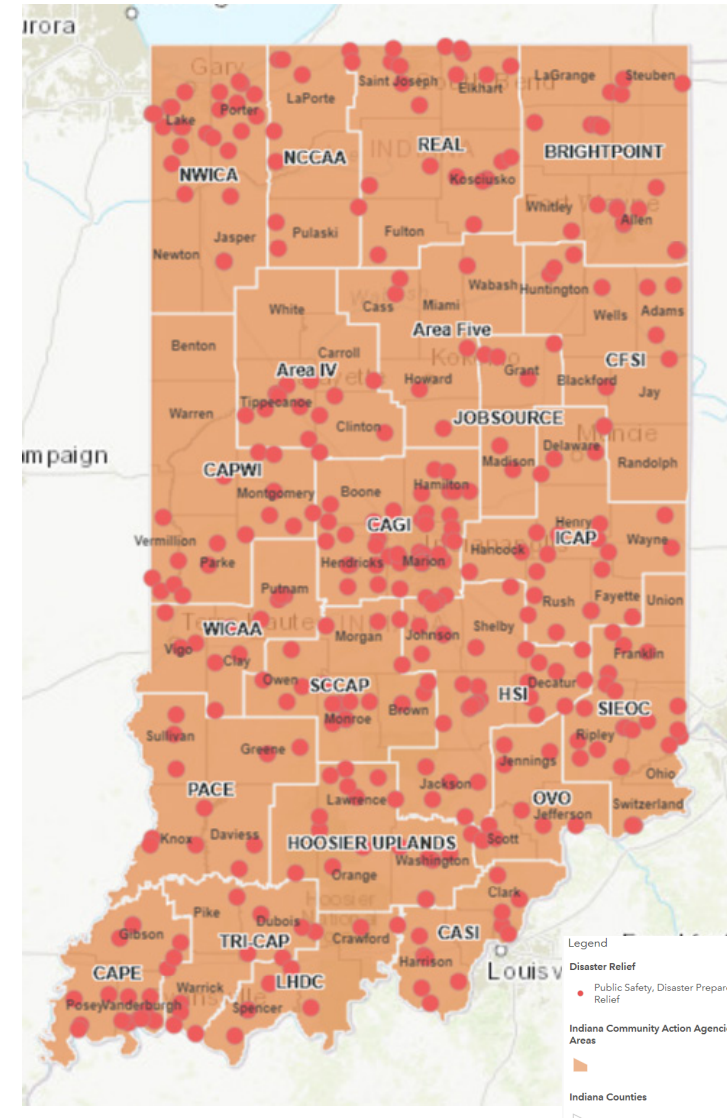 urora
Gary
LaGrange
Steuben
Saint Joseph
Elkhart
LaPorte
Porter
Lake
REAL
NCCAA
BRIGHTPOINT
NWICA
Kosciusko
Whitley
Allen
Jasper
Pulaski
Fulton
Newton
Wabash
Huntington
White
Cass
Miami
Wells
Adams
Area Five
Benton
Carroll
CFSI
Area IV
Howard
Grant
Blackford
Jay
Tippecanoe
Warren
JOBSOURCE
Clinton
Delaware
Muncie
mpaign
CAPWI
Madison
Randolph
Montgomery
Boone
Hamilton
CAGI
Henry
ICAP
Vermillion
Wayne
Hancock
Parke
Hendricks
Marion
Putnam
Rush
Fayette
Union
WICAA
Morgan
Johnson
Shelby
Vigo
Clay
Franklin
Owen
SCCAP
Decatur
HSI
Monroe
Brown
SIEOC
Sullivan
Ripley
Greene
Jennings
Ohio
PACE
Jackson
Lawrence
OVO
Jefferson
Switzerland
Knox
Daviess
HOOSIER UPLANDS
Scott
Washington
Orange
Clark
Hoosier
National
Pike
Dubois
Gibson
TRI-CAP
Crawford
CASI
Harrison
Louisv
CAPE
LHDC
Warrick
Posey
Vanderburgh
Spencer
Legend
Disaster Relief
Public Safety, Disaster Prepar
Relief
Indiana Community Action Agenci
Areas
Indiana Counties